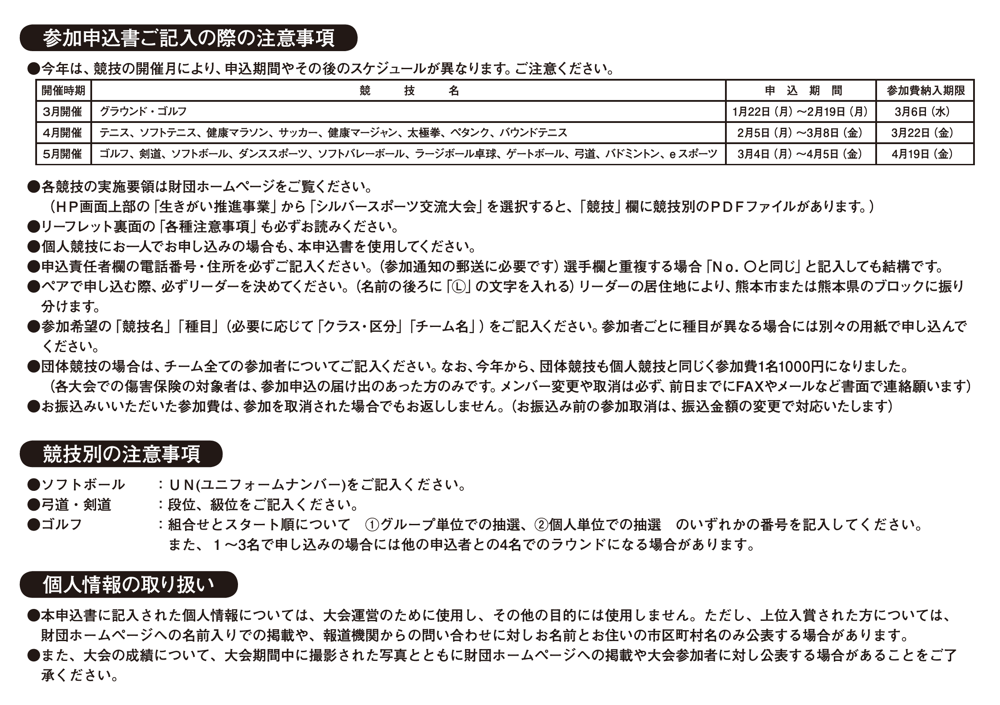 参加申込書ご記入の際の注意事項
●今年は、競技の開催月により、申込期間やその後のスケジュールが異なります。ご注意ください。
開催時期 競　技　名 申　込　期　間 参加費納入期限
3月開催 グラウンド・ゴルフ 1月22日（月）～2月19日（月） 3月6日（水）
4月開催 テニス、ソフトテニス、健康マラソン、サッカー、健康マージャン、太極拳、ペタンク、バウンドテニス 2月5日（月）～3月8日（金） 3月22日（金）
5月開催 ゴルフ、剣道、ソフトボール、ダンススポーツ、ソフトバレーボール、ラージボール卓球、ゲートボール、弓道、バドミントン、eスポーツ 3月4日（月）～4月5日（金） 4月19日（金）
●各競技の実施要領は財団ホームページをご覧ください。
（ＨＰ画面上部の「生きがい推進事業」から「シルバースポーツ交流大会」を選択すると、「競技」欄に競技別のＰＤＦファイルがあります。）
●リーフレット裏面の「各種注意事項」も必ずお読みください。
●個人競技にお一人でお申し込みの場合も、本申込書を使用してください。
●申込責任者欄の電話番号・住所を必ずご記入ください。（参加通知の郵送に必要です）選手欄と重複する場合「Ｎｏ．〇と同じ」と記入しても結構です。
●ペアで申し込む際、必ずリーダーを決めてください。（名前の後ろに「Ⓛ」の文字を入れる）リーダーの居住地により、熊本市または熊本県のブロックに振り
分けます。
●参加希望の「競技名」「種目」（必要に応じて「クラス・区分」「チーム名」）をご記入ください。参加者ごとに種目が異なる場合には別々の用紙で申し込んで
ください。
●団体競技の場合は、チーム全ての参加者についてご記入ください。なお、今年から、団体競技も個人競技と同じく参加費1名1000円になりました。
（各大会での傷害保険の対象者は、参加申込の届け出のあった方のみです。メンバー変更や取消は必ず、前日までにFAXやメールなど書面で連絡願います）
●お振込みいいただいた参加費は、参加を取消された場合でもお返ししません。（お振込み前の参加取消は、振込金額の変更で対応いたします）
競技別の注意事項
●ソフトボール　：ＵＮ(ユニフォームナンバー)をご記入ください。
●弓道・剣道　：段位、級位をご記入ください。
●ゴルフ　：組合せとスタート順について　①グループ単位での抽選、②個人単位での抽選　のいずれかの番号を記入してください。
また、１～3名で申し込みの場合には他の申込者との4名でのラウンドになる場合があります。
個人情報の取り扱い
●本申込書に記入された個人情報については、大会運営のために使用し、その他の目的には使用しません。ただし、上位入賞された方については、
財団ホームページへの名前入りでの掲載や、報道機関からの問い合わせに対しお名前とお住いの市区町村名のみ公表する場合があります。
●また、大会の成績について、大会期間中に撮影された写真とともに財団ホームページへの掲載や大会参加者に対し公表する場合があることをご了
承ください。